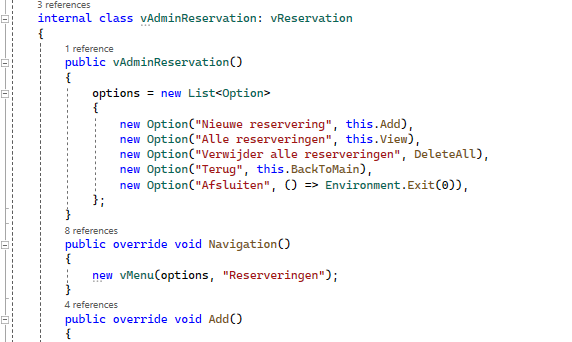 3 references
internal class vAdminReservation: vReservation
{
1 reference
public vAdminReservation()
{
options = new List<Option>
{
new Option("Nieuwe reservering", this.Add),
new Option("Alle reserveringen", this.View),
new Option("Verwijder alle reserveringen", DeleteAll),
new Option("Terug", this.BackToMain),
new Option("Afsluiten", () => Environment.Exit(0)),
};
}
8 references
public override void Navigation()
{
new vMenu(options, "Reserveringen");
}
4 references
public override void Add()
{